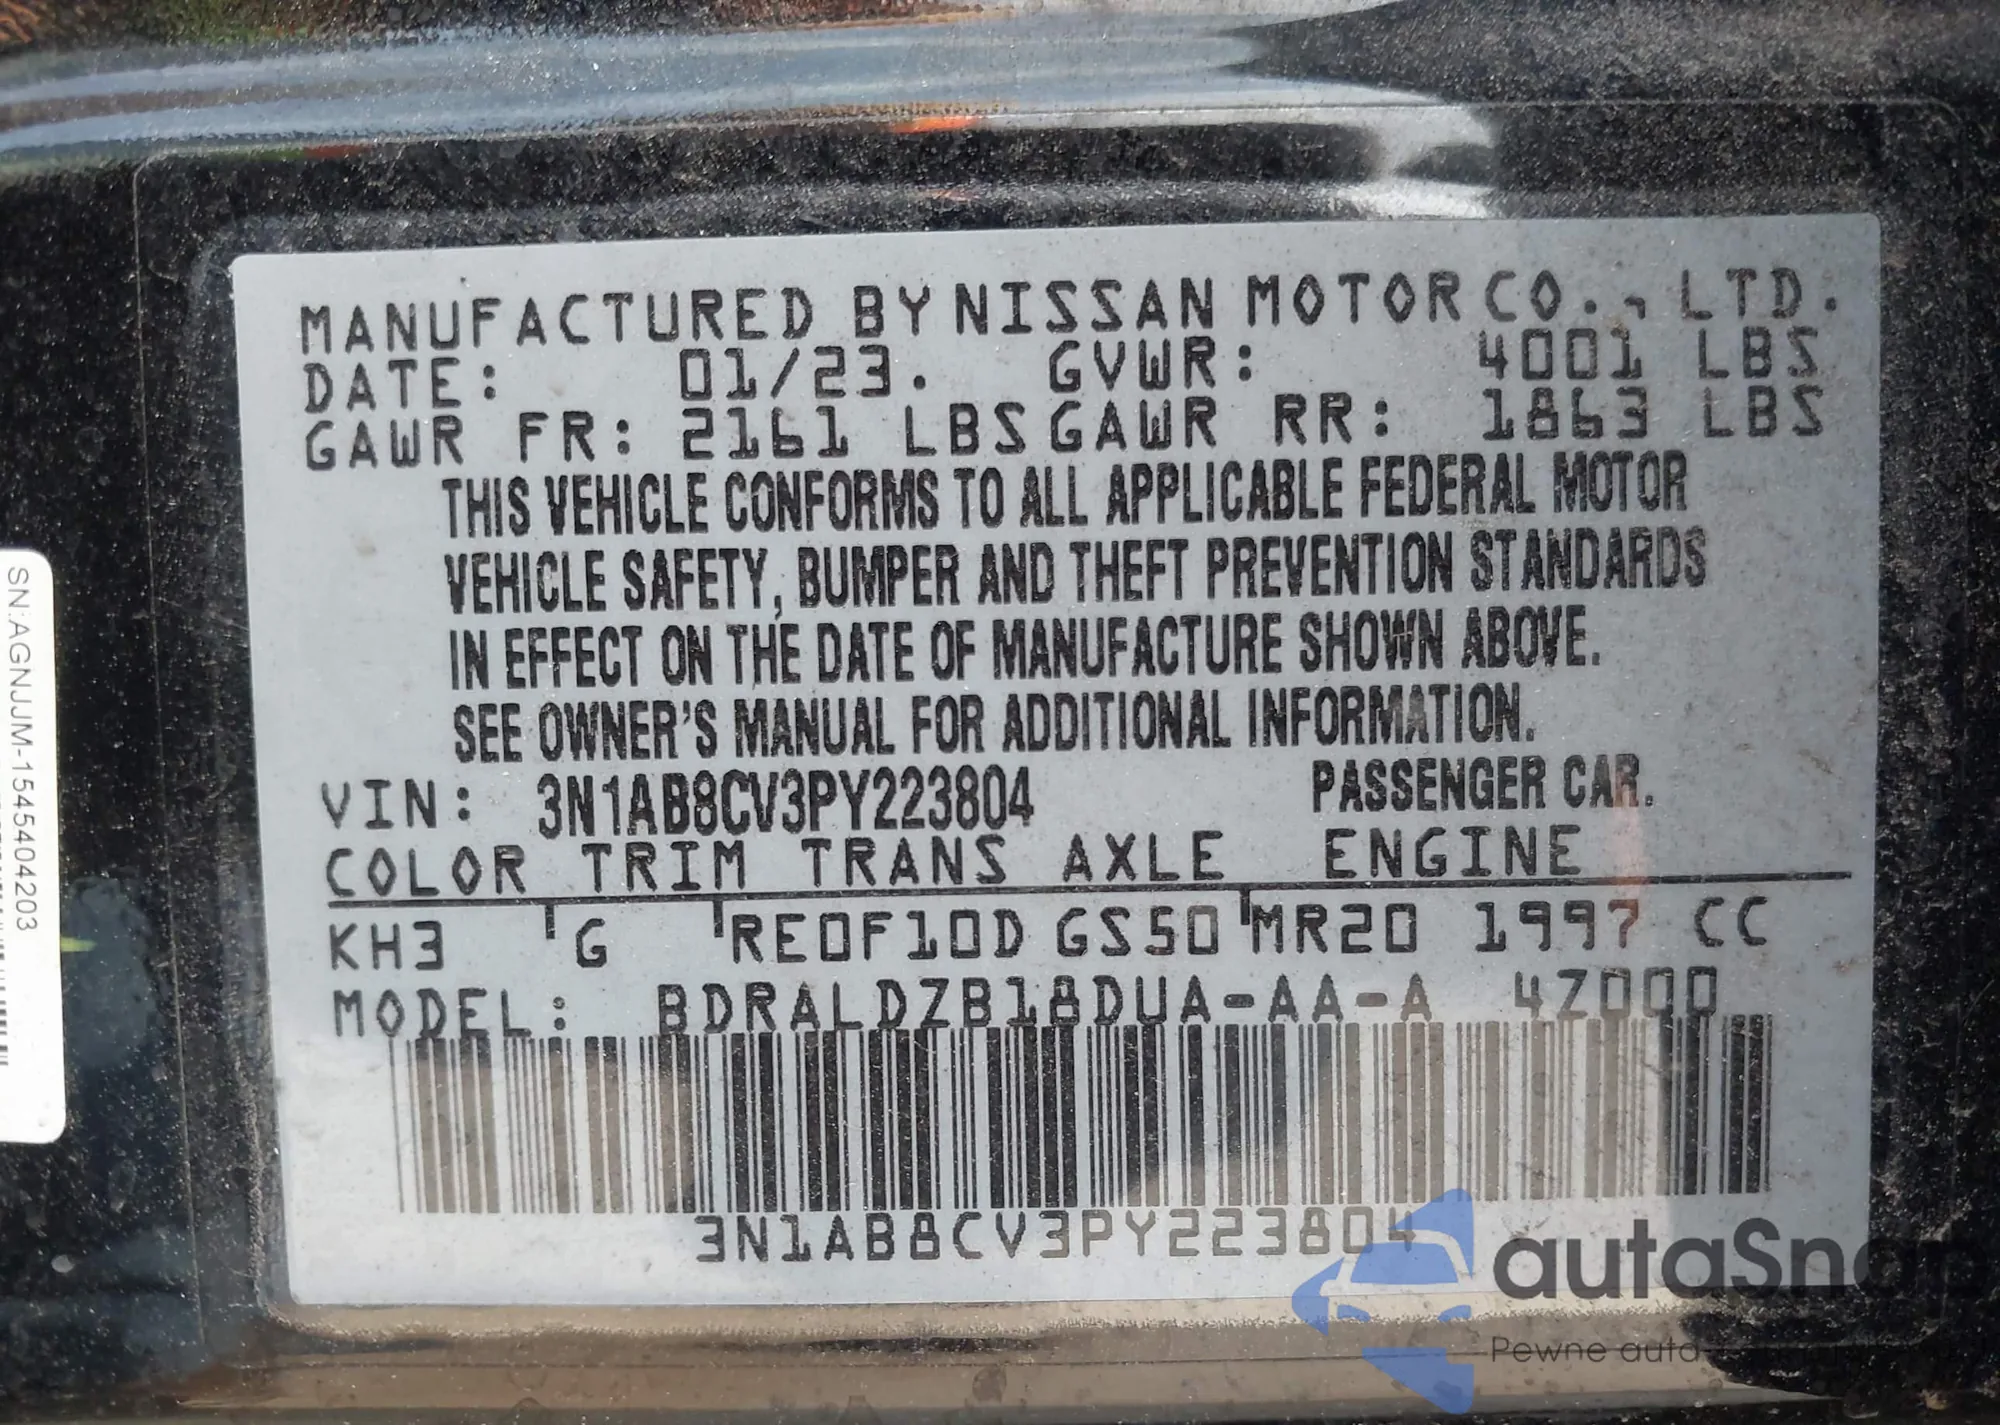 MANUFACTURED BY NISSAN MOTOR CO., LTD.
DATE: 01/23. GVWR: 4001 LBS
GAWR FR: 2161 LBS GAWR RR: 1863 LBS
THIS VEHICLE CONFORMS TO ALL APPLICABLE FEDERAL MOTOR
VEHICLE SAFETY, BUMPER AND THEFT PREVENTION STANDARDS
IN EFFECT ON THE DATE OF MANUFACTURE SHOWN ABOVE.
SEE OWNER'S MANUAL FOR ADDITIONAL INFORMATION.
VIN: 3N1AB8CV3PY223804 PASSENGER CAR.
COLOR TRIM TRANS AXLE ENGINE
KH3 G RE0F10D GS50 MR20 1997 CC
MODEL: BDRALDZB18DUA-AA-A 4Z000
3N1AB8CV3PY223804
SN:AGNJJM-1545404203
autaSnap
Pewne auta